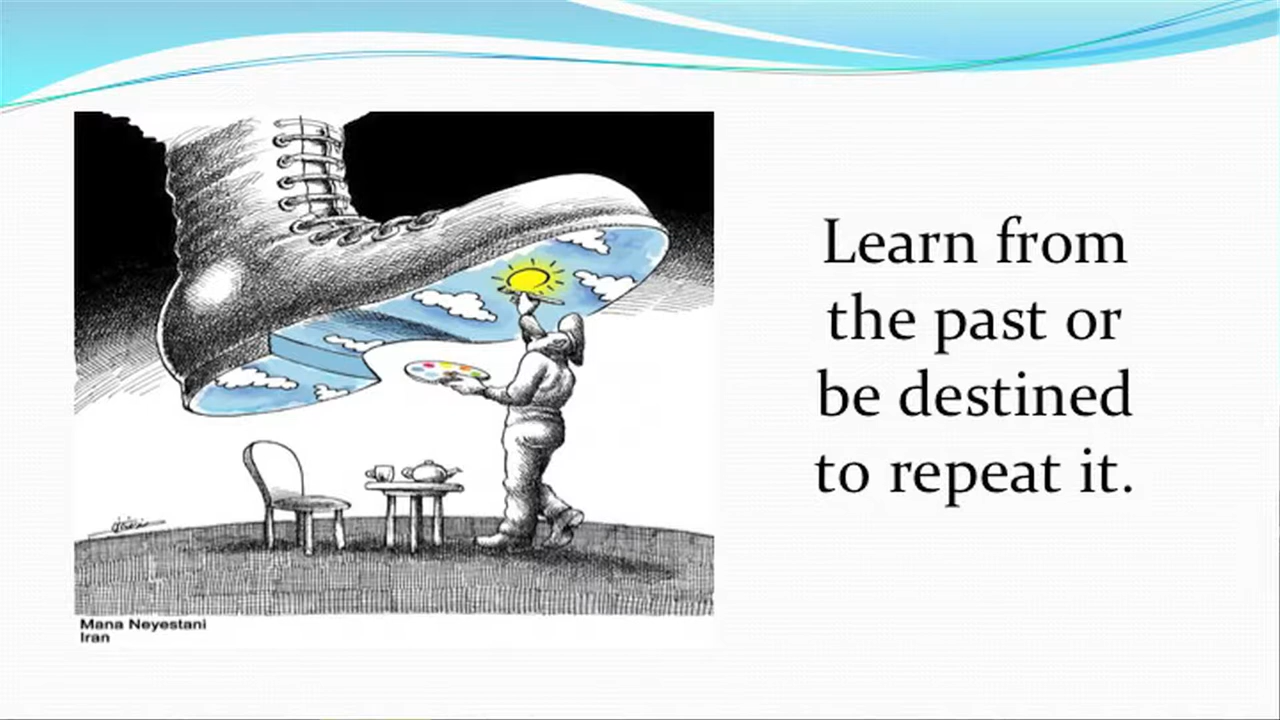 Learn from
the past or
be destined
to repeat it.
Mana Neyestani
Iran